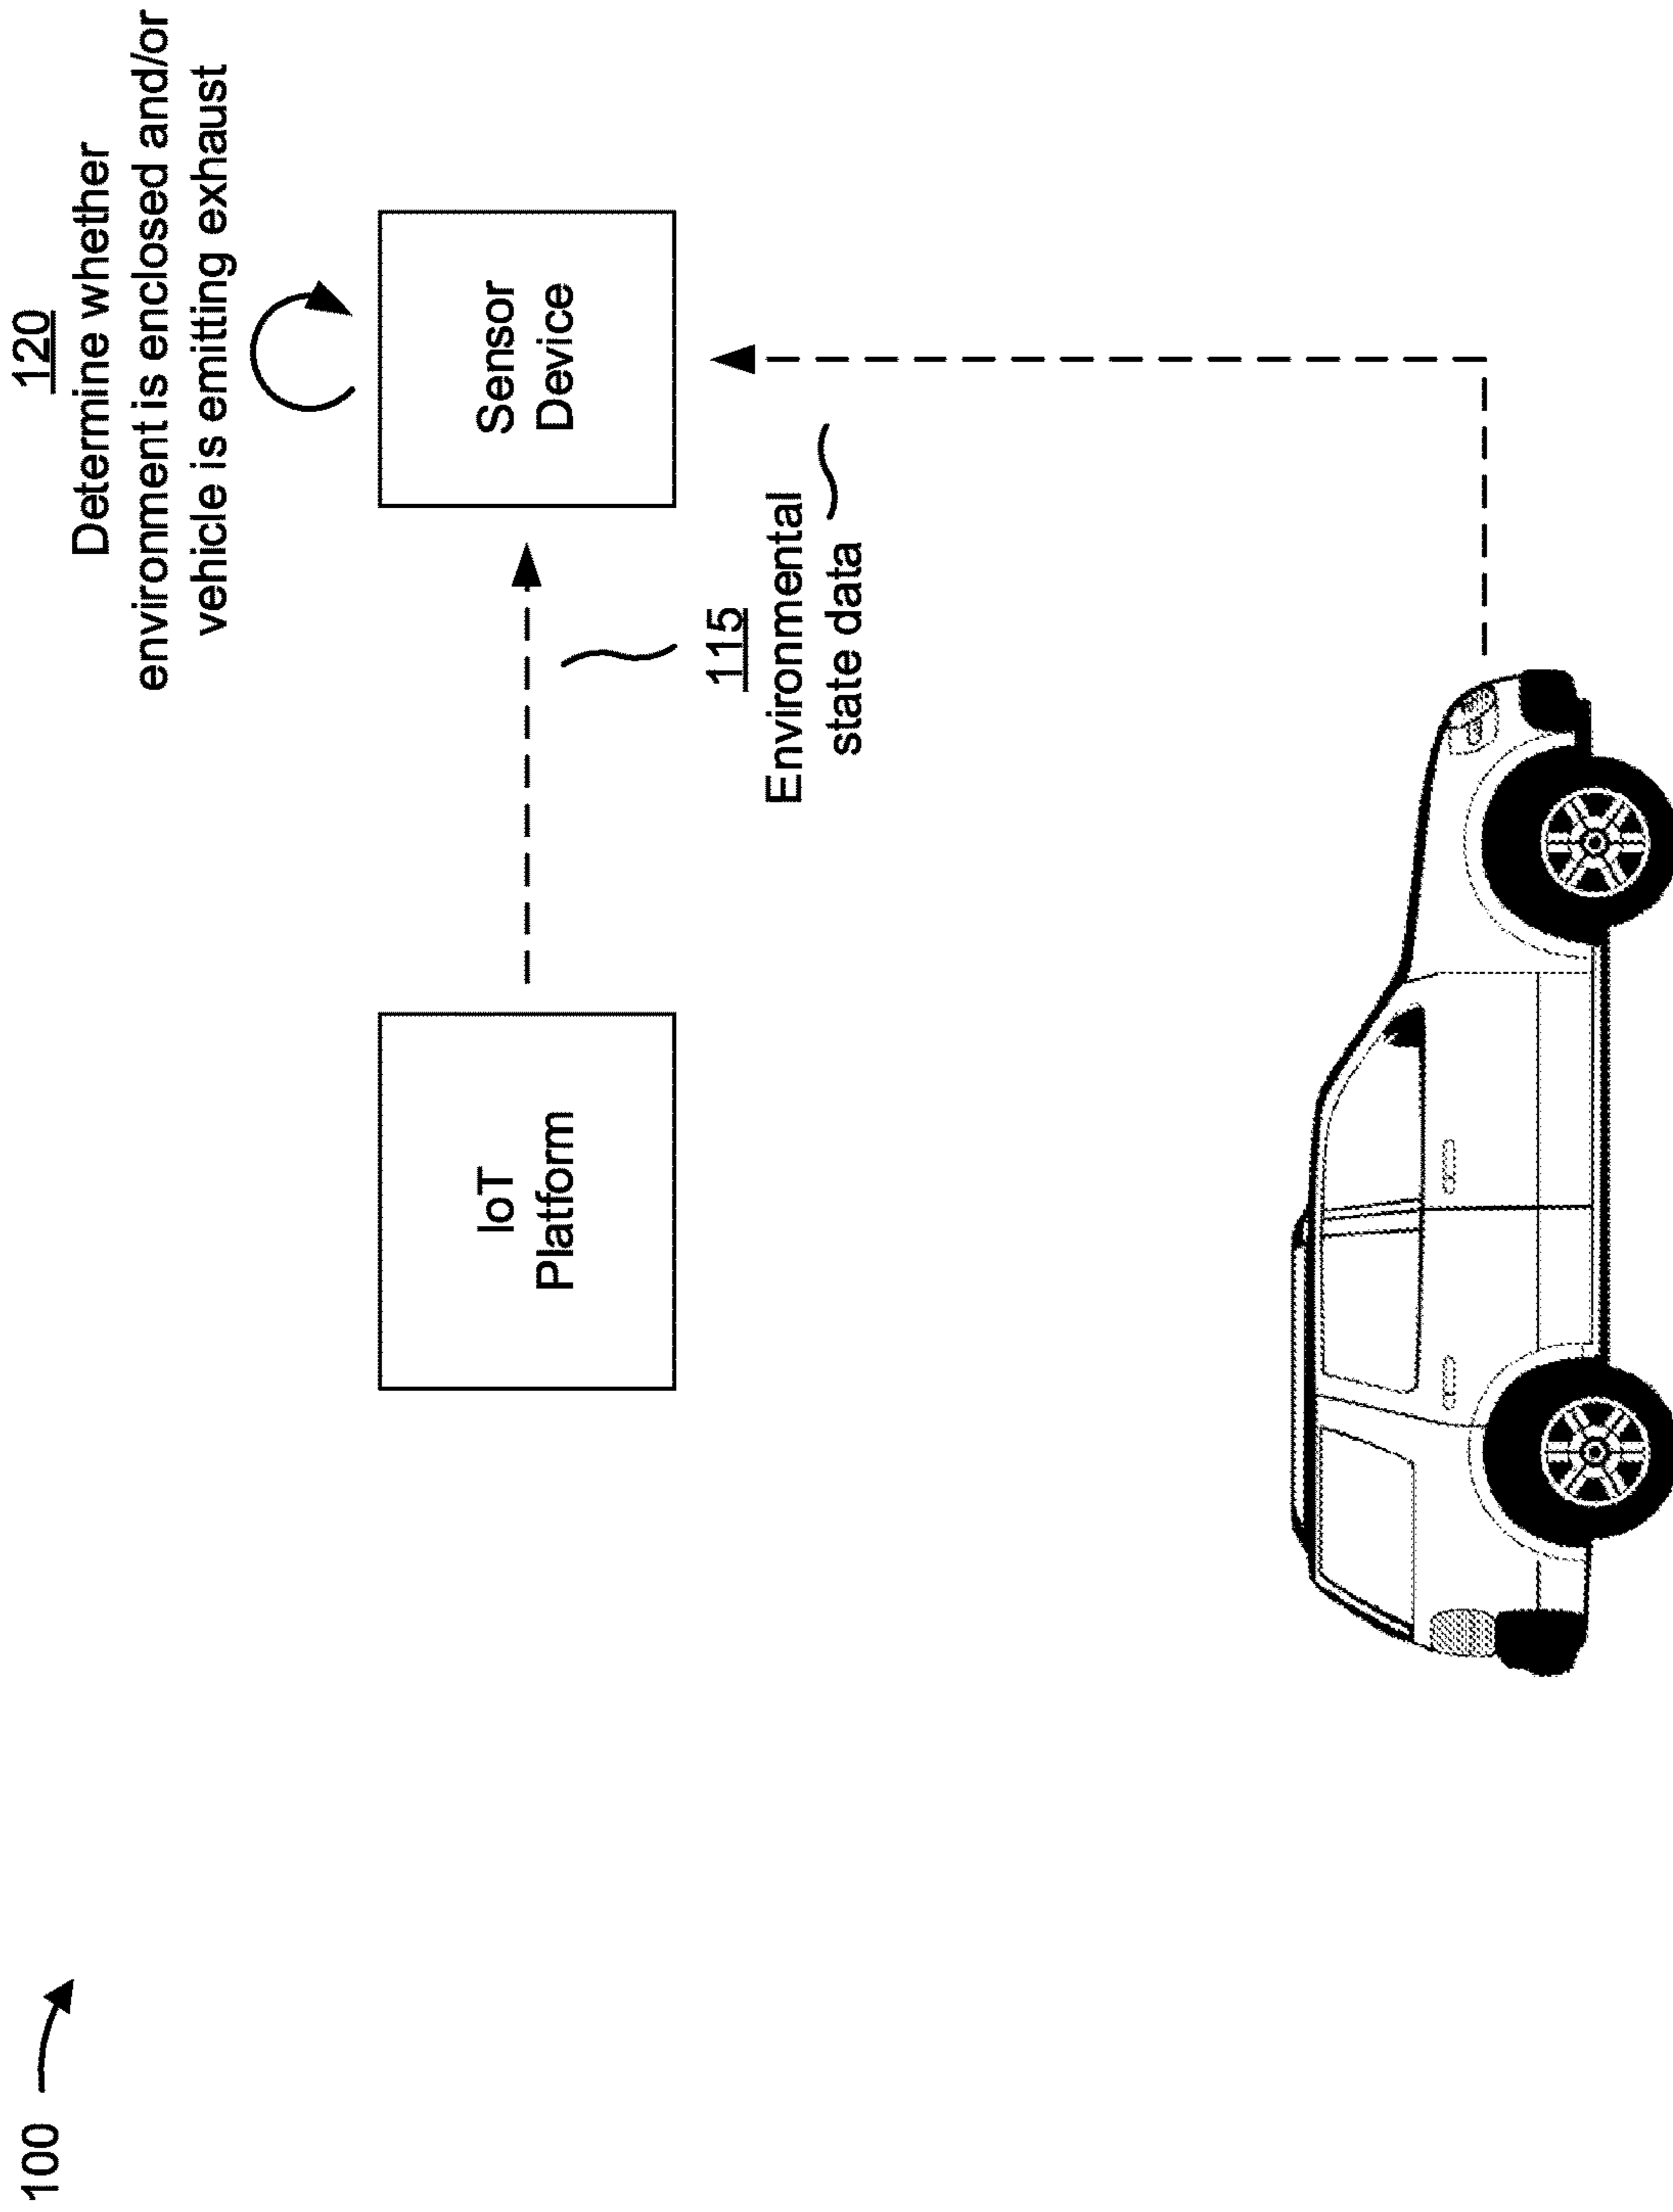 100
120
Determine whether
environment is enclosed and/or
vehicle is emitting exhaust
IoT
Platform
Sensor
Device
115
Environmental
state data